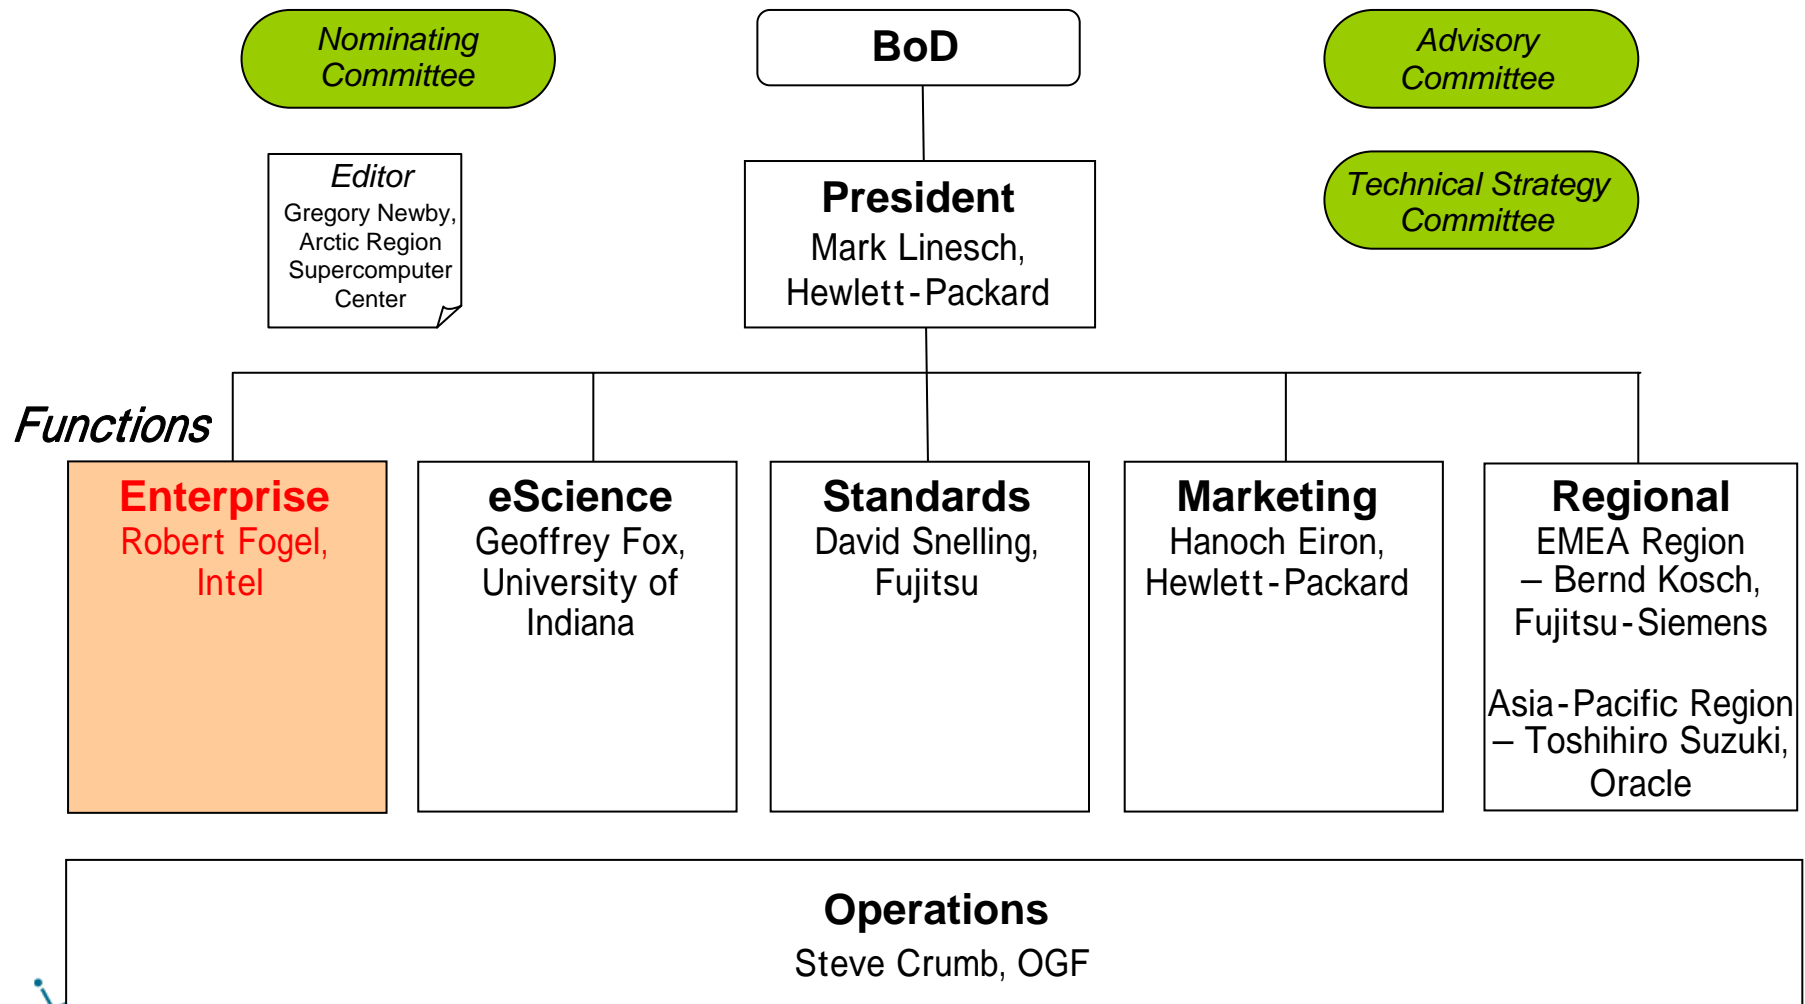 Nominating
Committee
BoD
Advisory
Committee
Editor
Gregory Newby,
Arctic Region
Supercomputer
Center
President
Mark Linesch,
Hewlett-Packard
Technical Strategy
Committee
Functions
Enterprise
Robert Fogel,
Intel
eScience
Geoffrey Fox,
University of
Indiana
Standards
David Snelling,
Fujitsu
Marketing
Hanoch Eiron,
Hewlett-Packard
Regional
EMEA Region
– Bernd Kosch,
Fujitsu-Siemens
Asia-Pacific Region
– Toshihiro Suzuki,
Oracle
Operations
Steve Crumb, OGF